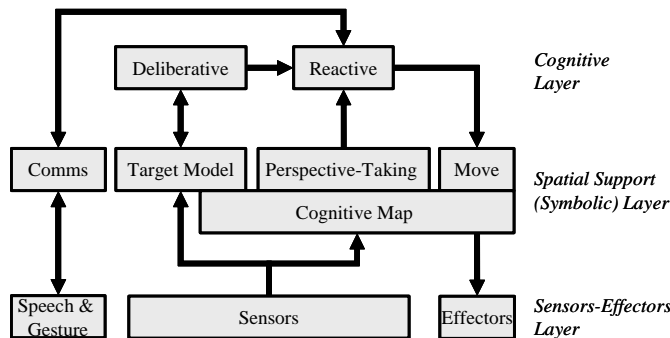 Deliberative
Reactive
Cognitive
Layer
Comms
Target Model
Perspective-Taking
Move
Cognitive Map
Spatial Support
(Symbolic) Layer
Speech &
Gesture
Sensors
Effectors
Sensors-Effectors
Layer